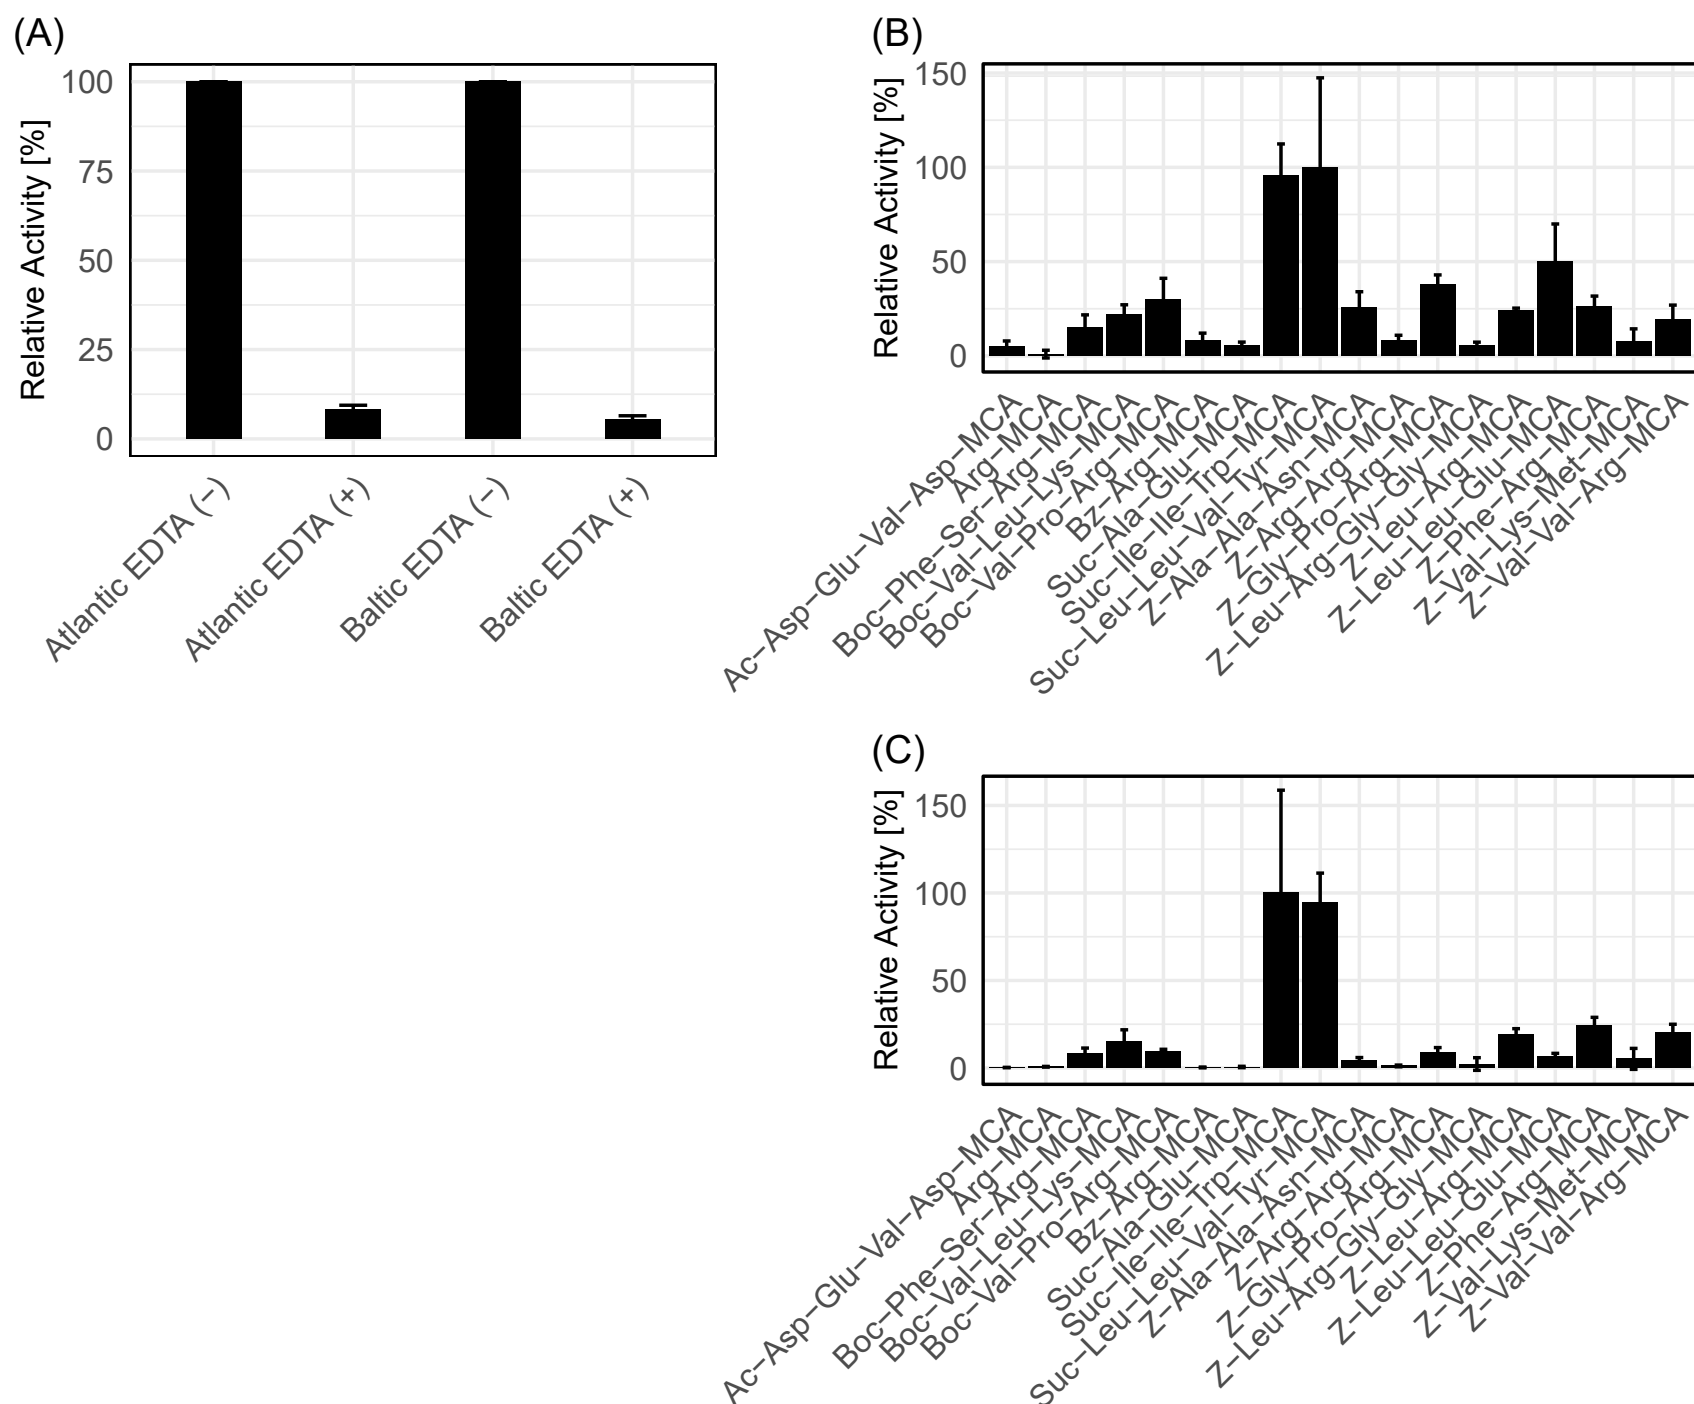 (A)
Relative Activity [%]
100
75
50
25
0
Atlantic EDTA (−)
Atlantic EDTA (+)
Baltic EDTA (−)
Baltic EDTA (+)
(B)
Relative Activity [%]
150
100
50
0
Ac−Asp−Glu−Val−Asp−MCA
Arg−MCA
Boc−Phe−Ser−Arg−MCA
Boc−Val−Leu−Lys−MCA
Boc−Val−Pro−Arg−MCA
Bz−Arg−MCA
Suc−Ala−Glu−MCA
Suc−Ile−Ile−Trp−MCA
Suc−Leu−Leu−Val−Tyr−MCA
Z−Ala−Ala−Asn−MCA
Z−Arg−Arg−MCA
Z−Gly−Pro−Arg−MCA
Z−Leu−Arg−Gly−Gly−MCA
Z−Leu−Arg−MCA
Z−Leu−Leu−Glu−MCA
Z−Phe−Arg−MCA
Z−Val−Lys−Met−MCA
Z−Val−Val−Arg−MCA
(C)
Relative Activity [%]
150
100
50
0
Ac−Asp−Glu−Val−Asp−MCA
Arg−MCA
Boc−Phe−Ser−Arg−MCA
Boc−Val−Leu−Lys−MCA
Boc−Val−Pro−Arg−MCA
Bz−Arg−MCA
Suc−Ala−Glu−MCA
Suc−Ile−Ile−Trp−MCA
Suc−Leu−Leu−Val−Tyr−MCA
Z−Ala−Ala−Asn−MCA
Z−Arg−Arg−MCA
Z−Gly−Pro−Arg−MCA
Z−Leu−Arg−Gly−Gly−MCA
Z−Leu−Arg−MCA
Z−Leu−Leu−Glu−MCA
Z−Phe−Arg−MCA
Z−Val−Lys−Met−MCA
Z−Val−Val−Arg−MCA